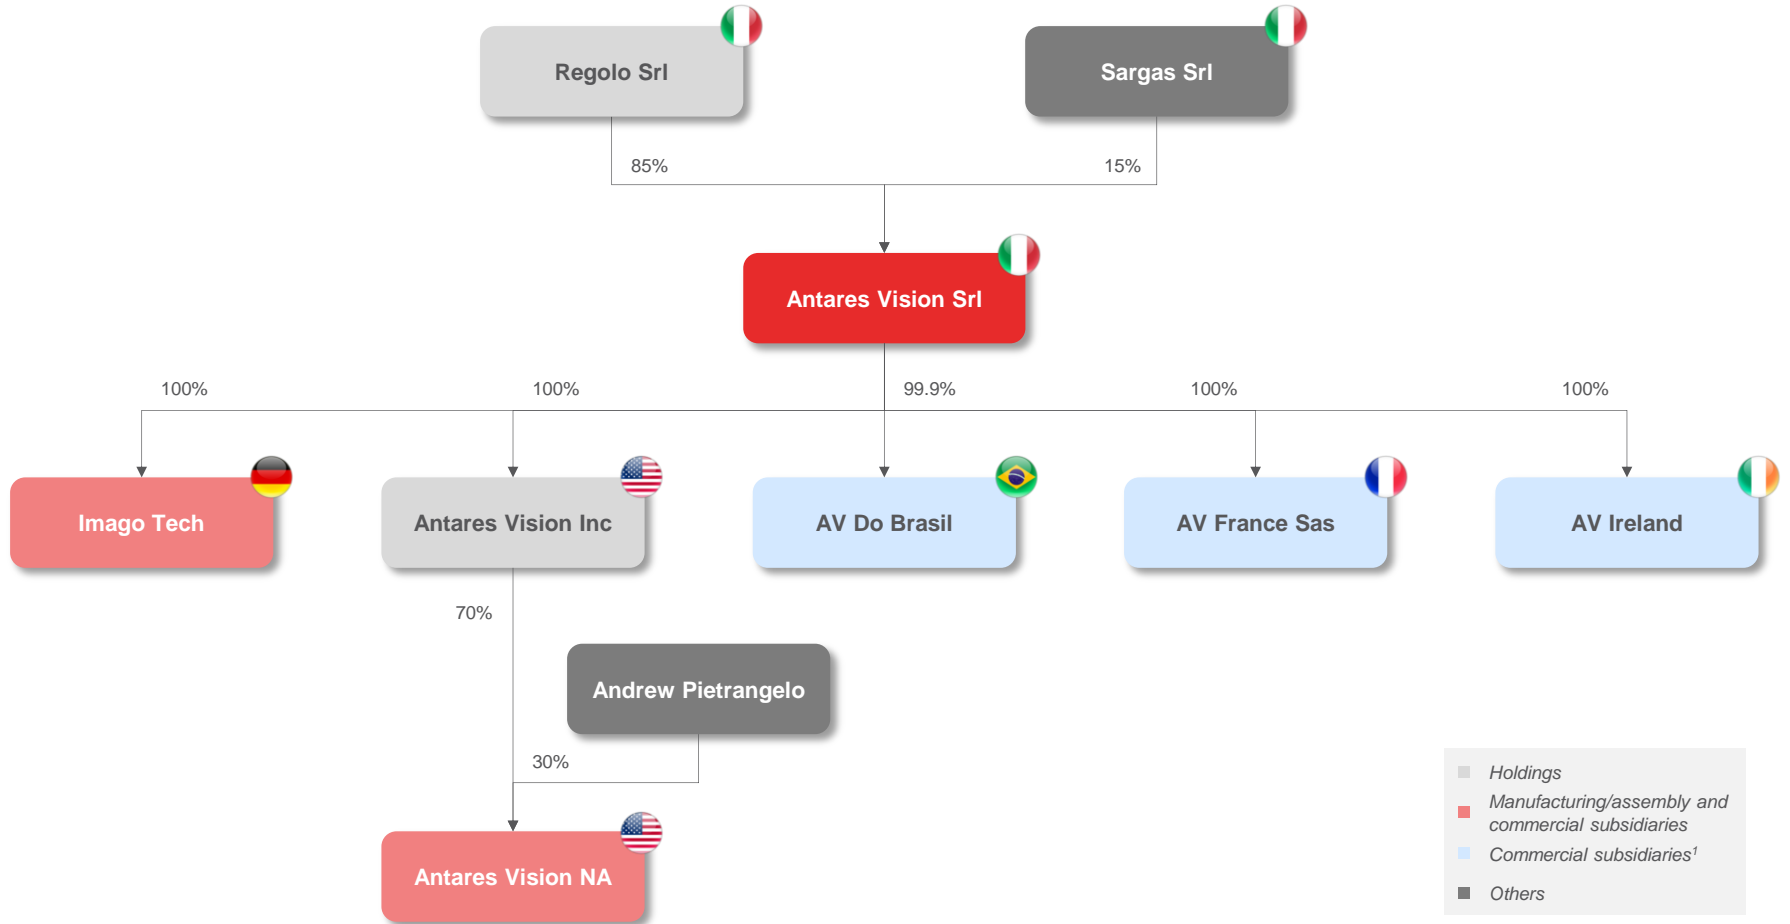 Regolo Srl
Sargas Srl
85%
15%
Antares Vision Srl
100%
100%
99.9%
100%
100%
Imago Tech
Antares Vision Inc
AV Do Brasil
AV France Sas
AV Ireland
70%
Andrew Pietrangelo
30%
Antares Vision NA
Holdings
Manufacturing/assembly and
commercial subsidiaries
Commercial subsidiaries¹
Others